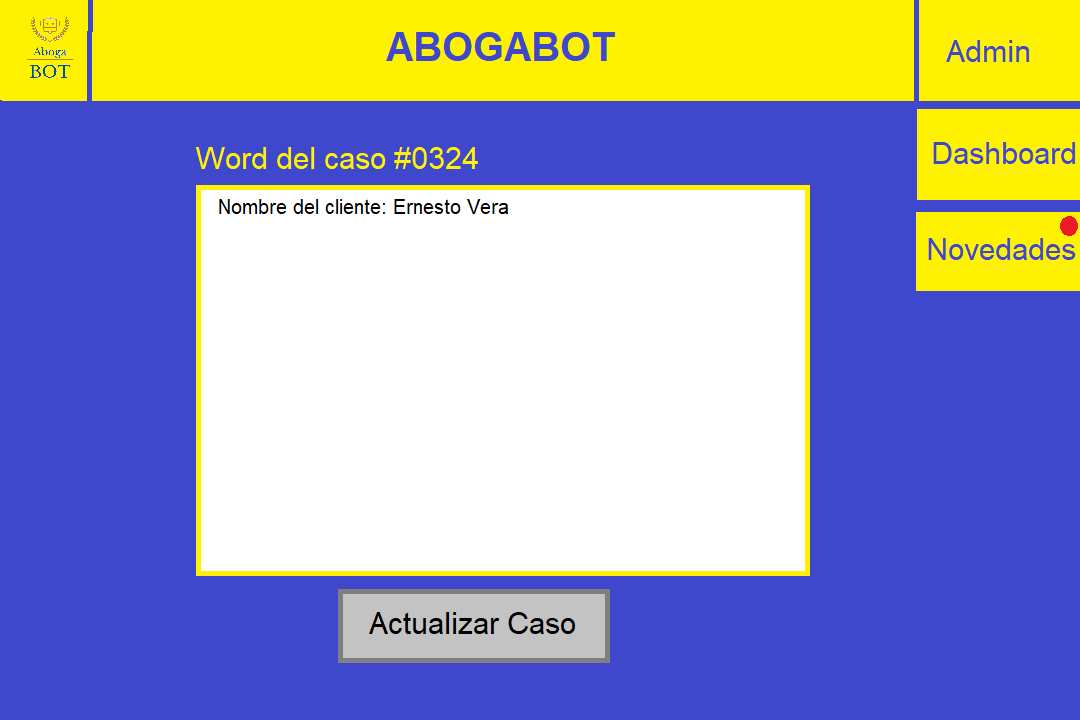 Aboga
BOT
ABOGABOT
Admin
Dashboard
Novedades
Word del caso #0324
Nombre del cliente: Ernesto Vera
Actualizar Caso